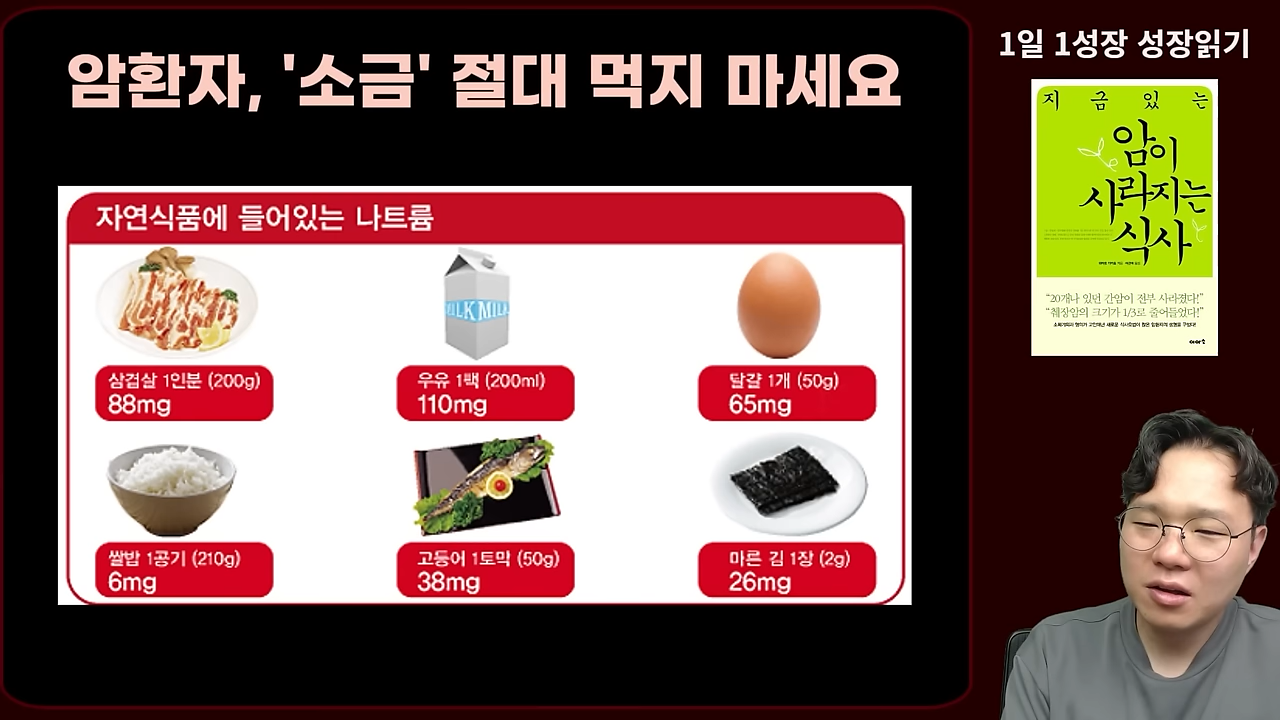 암환자, '소금' 절대 먹지 마세요
자연식품에 들어있는 나트륨
MILK MILK
삼겹살 1인분 (200g)
88mg
우유 1팩 (200ml)
110mg
달걀 1개 (50g)
65mg
쌀밥 1공기 (210g)
6mg
고등어 1토막 (50g)
38mg
마른 김 1장 (2g)
26mg
1일 1성장 성장읽기
지금있는
암이
사라지는
식사
“20개나 있던 간암이 전부 사라졌다!”
“췌장암의 크기가 1/3로 줄어들었다!”